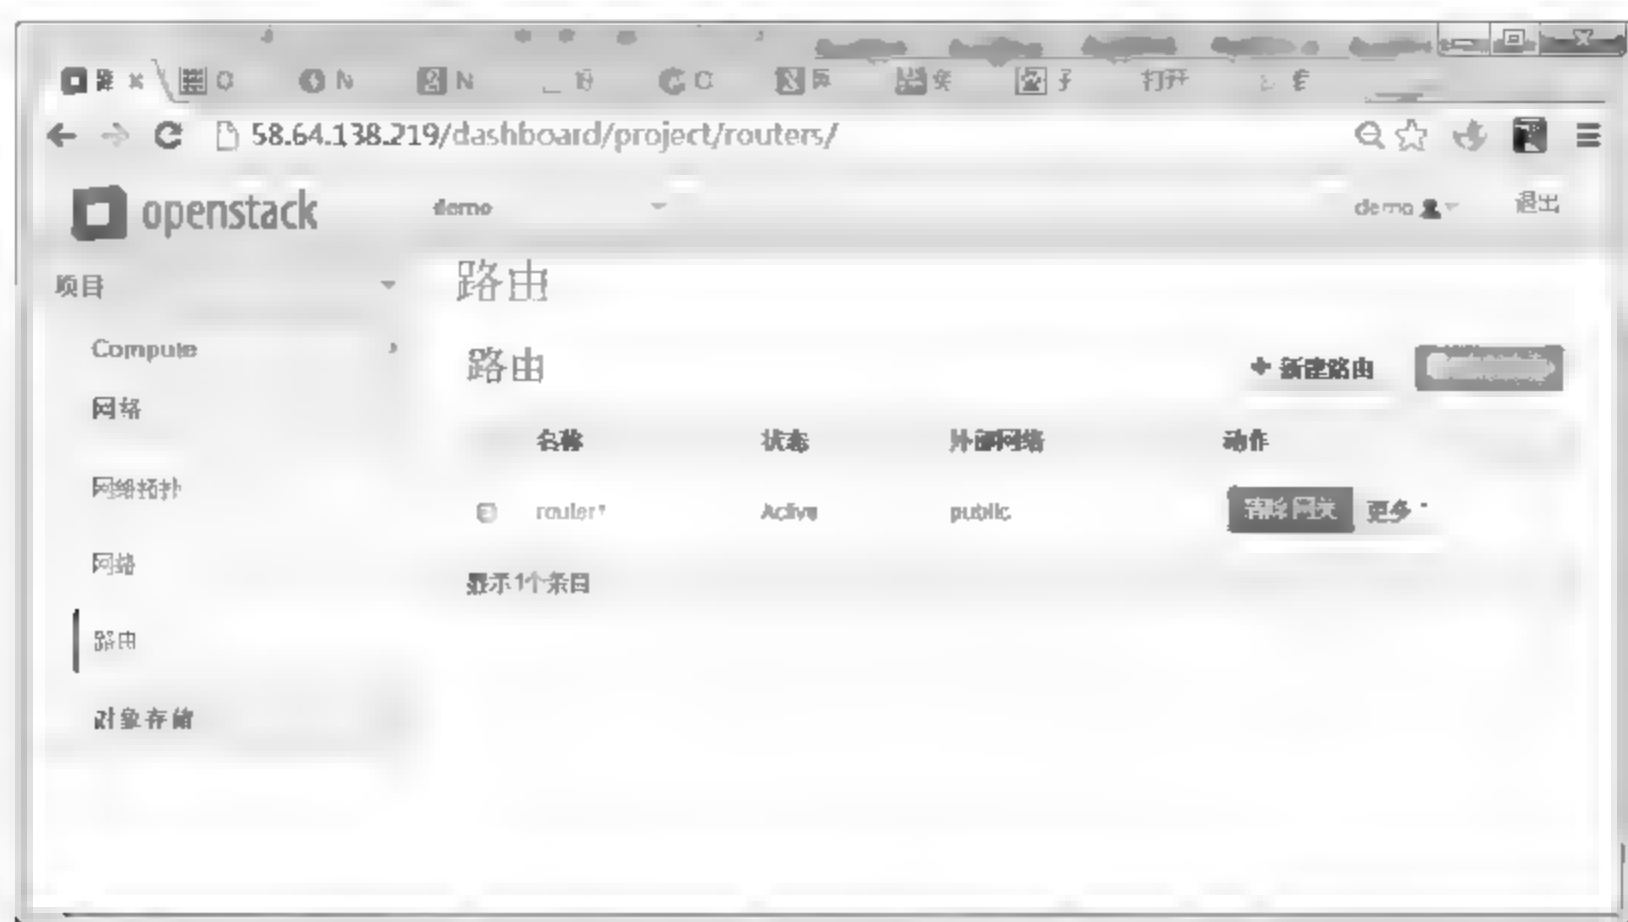 路 × O N N G C 打开
58.64.138.219/dashboard/project/routers/
openstack demo demo 退出
项目
路由
Compute
路由 + 新建路由
网络
名称 状态 外部网络 动作
网络拓扑
Active public 清除网关 更多
网络
显示1个条目
路由
对象存储